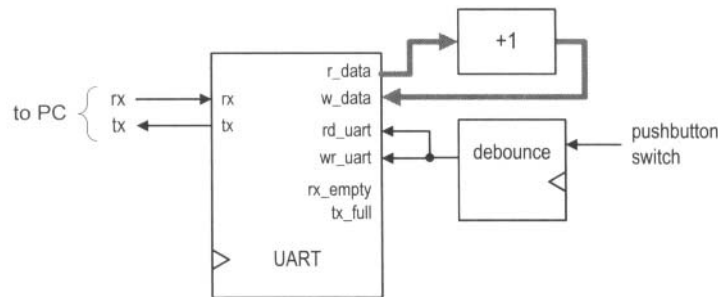 +1
r_data
w_data
to PC
rx
rx
tx
tx
rd_uart
wr_uart
debounce
pushbutton
switch
rx_empty
tx_full
UART